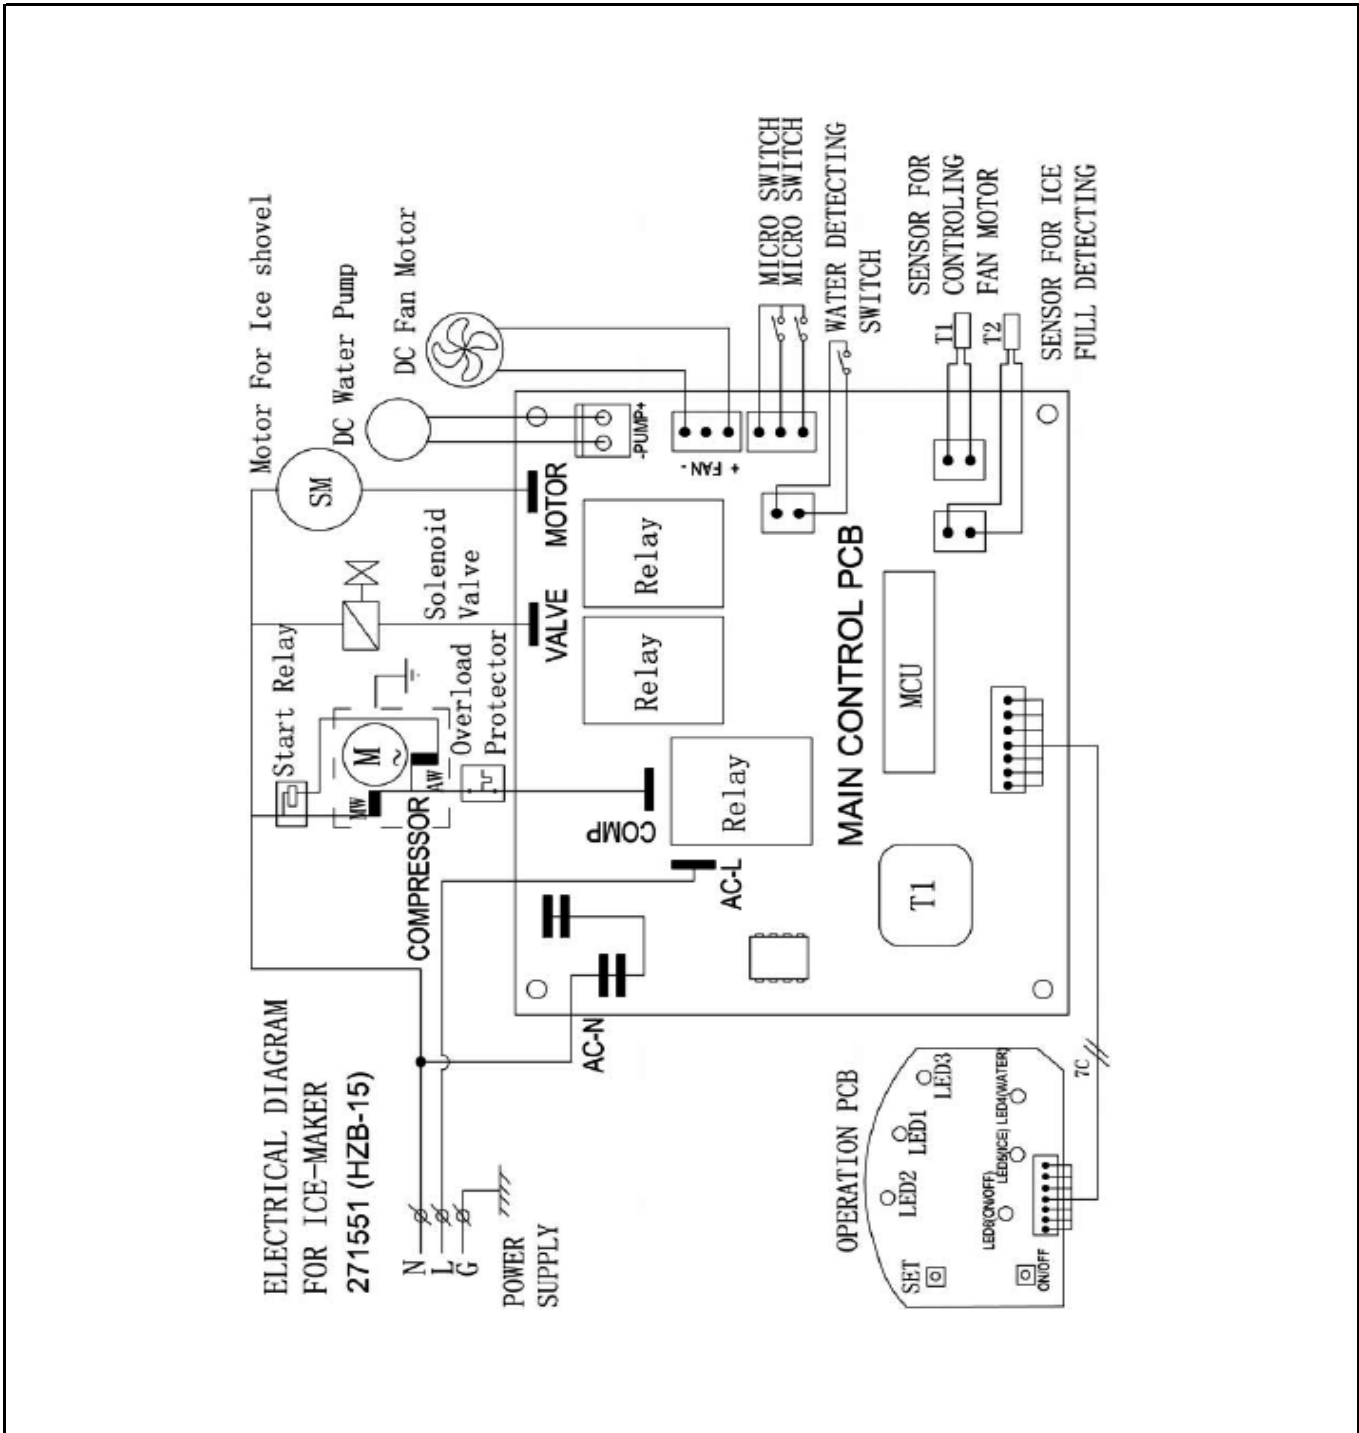 ELECTRICAL DIAGRAM
FOR ICE-MAKER
271551 (HZB-15)
N
L
G
POWER
SUPPLY
Motor For Ice shovel
SM
DC Water Pump
DC Fan Motor
Solenoid
Valve
Start Relay
M
~
MW
AW
COMPRESSOR
Overload
Protector
MOTOR
VALVE
COMP
AC-L
AC-N
-PUMP+
+ FAN -
Relay
Relay
Relay
MICRO SWITCH
MICRO SWITCH
WATER DETECTING
SWITCH
SENSOR FOR
CONTROLING
FAN MOTOR
T1
T2
SENSOR FOR ICE
FULL DETECTING
MAIN CONTROL PCB
MCU
T1
7C
OPERATION PCB
LED3
LED1
LED2
SET
LED4(WATER)
LED5(ICE)
LED6(ON/OFF)
ON/OFF